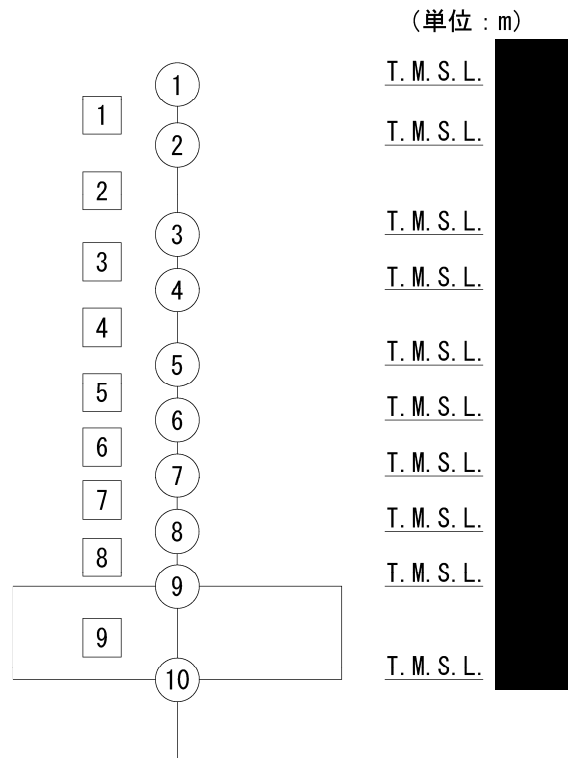 (単位:m)
① T.M.S.L.
1
② T.M.S.L.
2
③ T.M.S.L.
3
④ T.M.S.L.
4
⑤ T.M.S.L.
5
⑥ T.M.S.L.
6
⑦ T.M.S.L.
7
⑧ T.M.S.L.
8
⑨ T.M.S.L.
9
⑩ T.M.S.L.